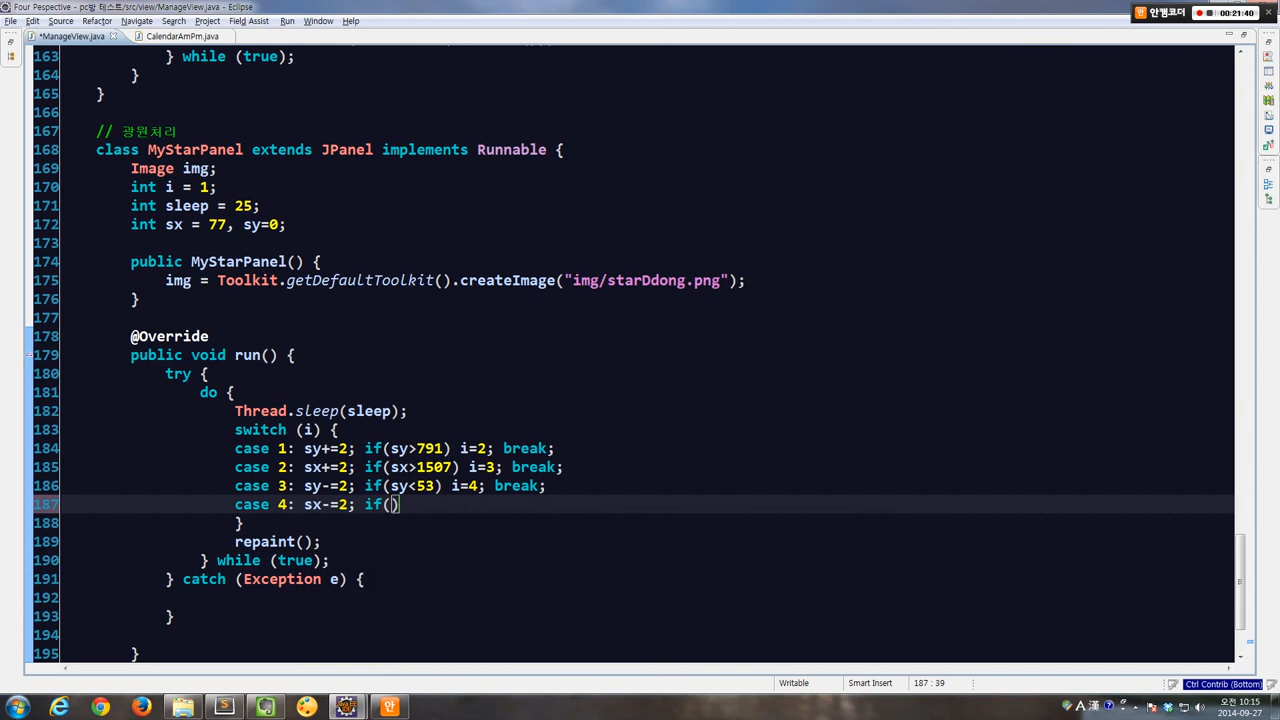 Four Pespective - pc방 테스트/src/view/ManageView.java - Eclipse
안캠코더 00:21:40
File Edit Source Refactor Navigate Search Project Field Assist Run Window Help
*ManageView.java CalendarAmPm.java
163 } while (true);
164 }
165 }
166
167 // 광원처리
168 class MyStarPanel extends JPanel implements Runnable {
169 Image img;
170 int i = 1;
171 int sleep = 25;
172 int sx = 77, sy=0;
173
174 public MyStarPanel() {
175 img = Toolkit.getDefaultToolkit().createImage("img/starDdong.png");
176 }
177
178 @Override
179 public void run() {
180 try {
181 do {
182 Thread.sleep(sleep);
183 switch (i) {
184 case 1: sy+=2; if(sy>791) i=2; break;
185 case 2: sx+=2; if(sx>1507) i=3; break;
186 case 3: sy-=2; if(sy<53) i=4; break;
187 case 4: sx-=2; if()
188 }
189 repaint();
190 } while (true);
191 } catch (Exception e) {
192
193 }
194
195 }
Writable Smart Insert 187 : 39 Ctrl Contrib (Bottom)
안 A 漢 오전 10:15
2014-09-27